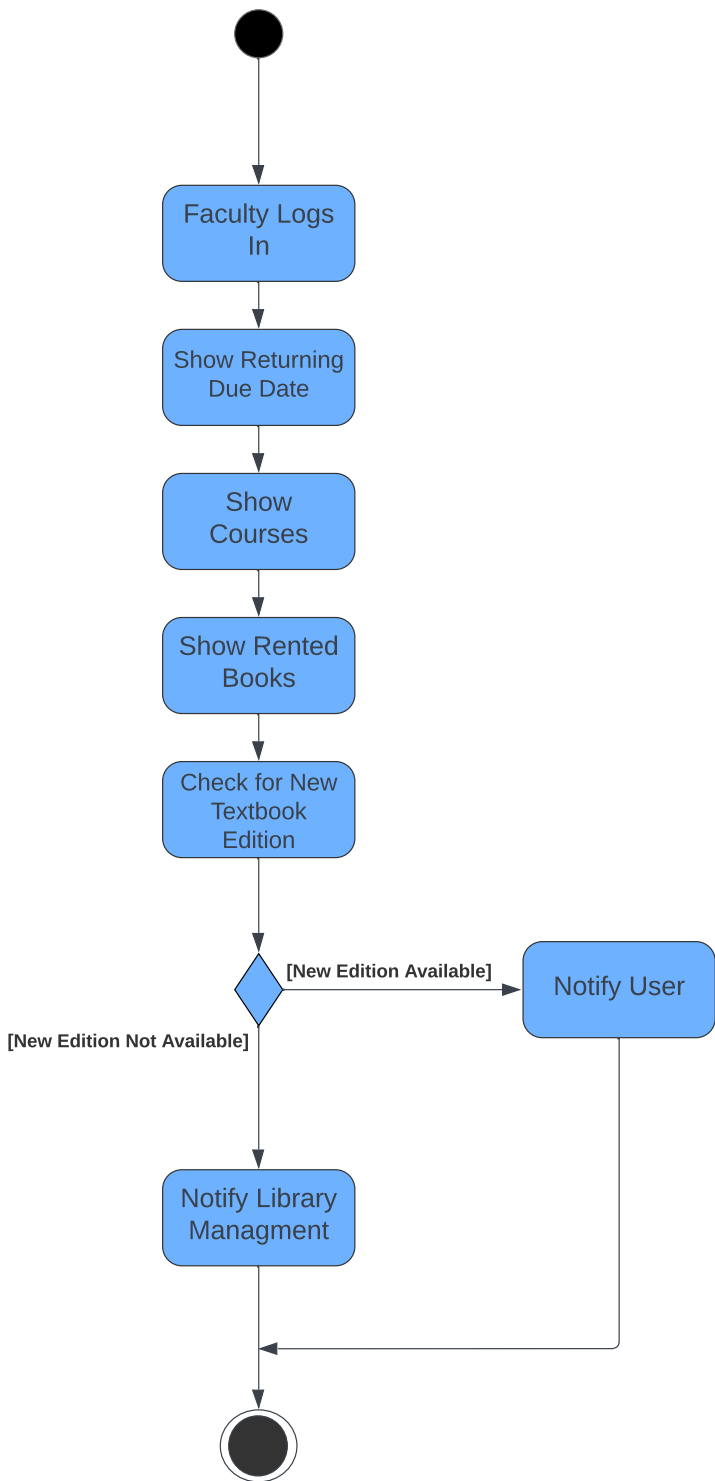 Faculty Logs
In
Show Returning
Due Date
Show
Courses
Show Rented
Books
Check for New
Textbook
Edition
[New Edition Available]
Notify User
[New Edition Not Available]
Notify Library
Managment